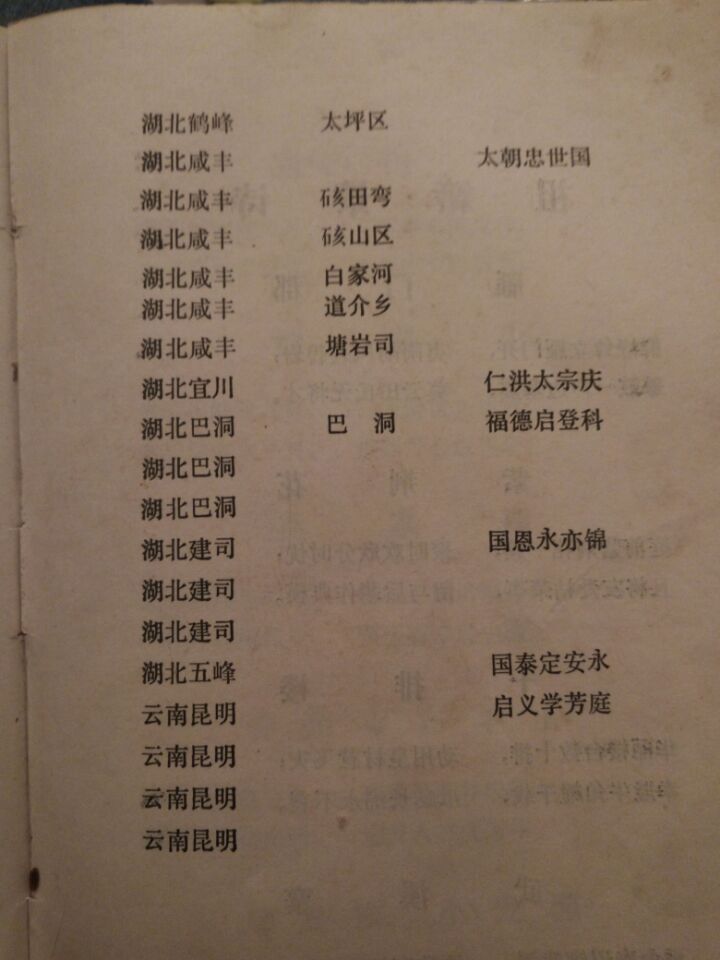 湖北鹤峰 太坪区
湖北咸丰 太朝忠世国
湖北咸丰 硋田弯
湖北咸丰 硋山区
湖北咸丰 白家河
湖北咸丰 道介乡
湖北咸丰 塘岩司
湖北宜川 仁洪太宗庆
湖北巴洞 巴 洞 福德启登科
湖北巴洞
湖北巴洞
湖北建司 国恩永亦锦
湖北建司
湖北建司
湖北五峰 国泰定安永
云南昆明 启义学芳庭
云南昆明
云南昆明
云南昆明